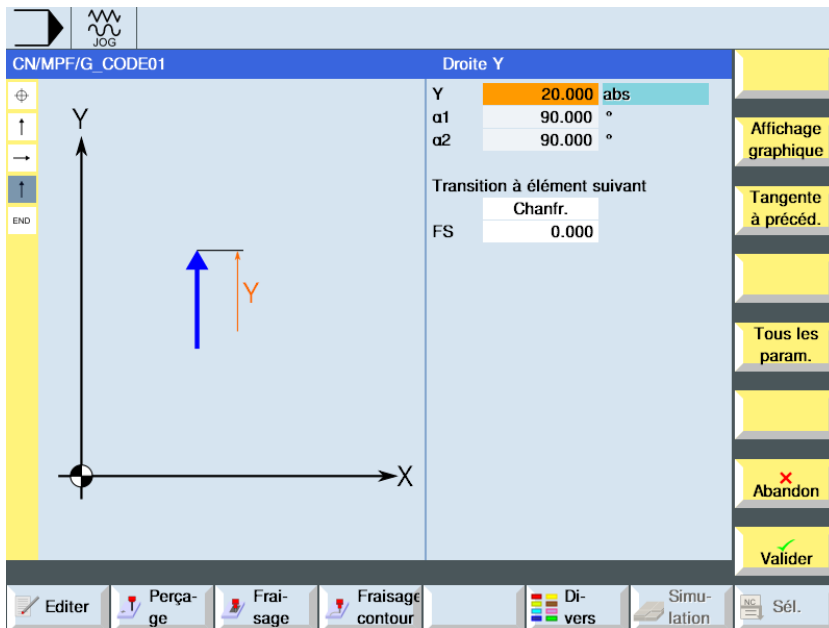 JOG
CN/MPF/G_CODE01
Droite Y
Y 20.000 abs
α1 90.000 °
α2 90.000 °
Transition à élément suivant
Chanfr.
FS 0.000
END
Y
Y
X
Affichage
graphique
Tangente
à précéd.
Tous les
param.
Abandon
Valider
Editer
Perça-
ge
Frai-
sage
Fraisage
contour
Di-
vers
Simu-
lation
NC
Sél.